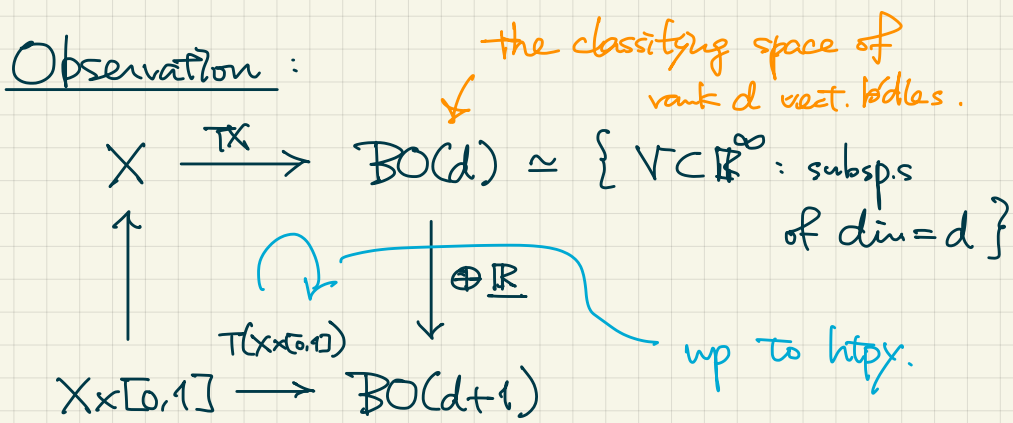 the classifying space of
Observation :
rank d vect. bdles.
X TX BO(d) ≃ { V⊂ℝ^∞ : subsp.s
of dim=d }
⊕ ℝ
T(X×[0,1])
up to htpy.
X×[0,1] BO(d+1)